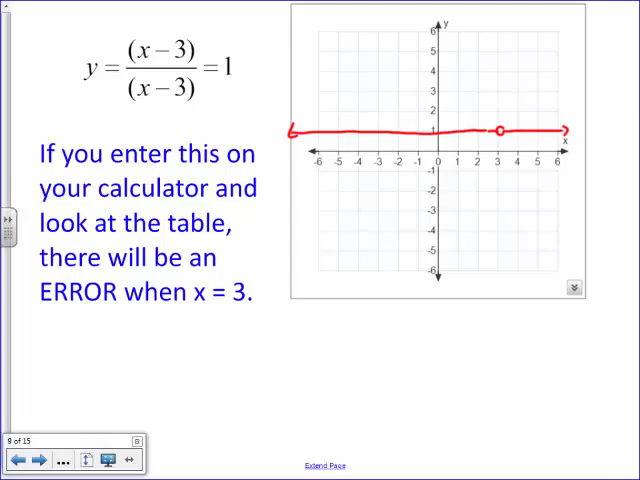 y = (x − 3) / (x − 3) = 1
If you enter this on
your calculator and
look at the table,
there will be an
ERROR when x = 3.
y
6
5
4
3
2
1
x
-6 -5 -4 -3 -2 -1 0 1 2 3 4 5 6
-1
-2
-3
-4
-5
-6
9 of 15
...
Extend Page